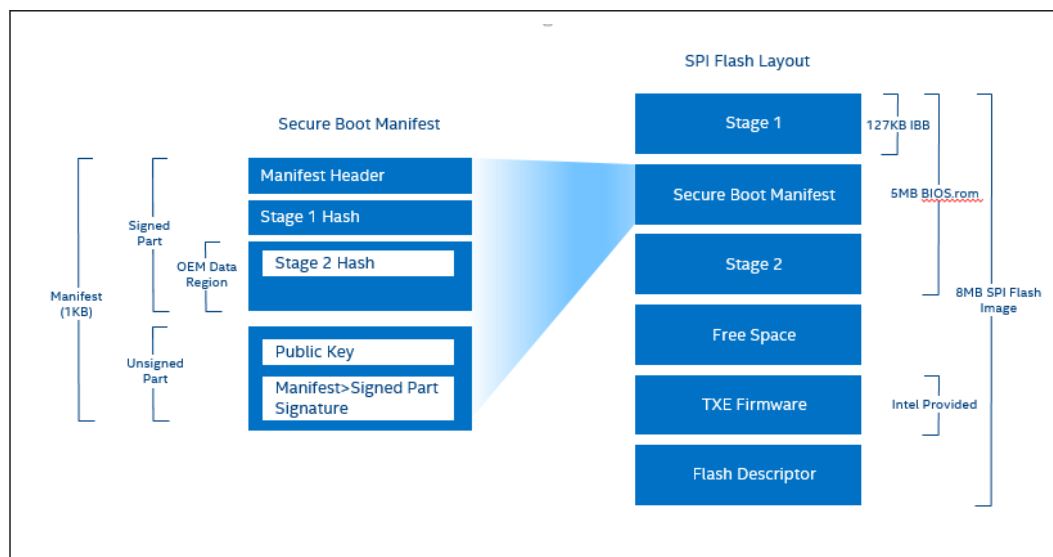 SPI Flash Layout
Secure Boot Manifest
Manifest Header
Stage 1 Hash
Stage 2 Hash
Public Key
Manifest>Signed Part
Signature
Signed
Part
OEM Data
Region
Manifest
(1KB)
Unsigned
Part
Stage 1
Secure Boot Manifest
Stage 2
Free Space
TXE Firmware
Flash Descriptor
127KB IBB
5MB BIOS.rom
8MB SPI Flash
Image
Intel Provided